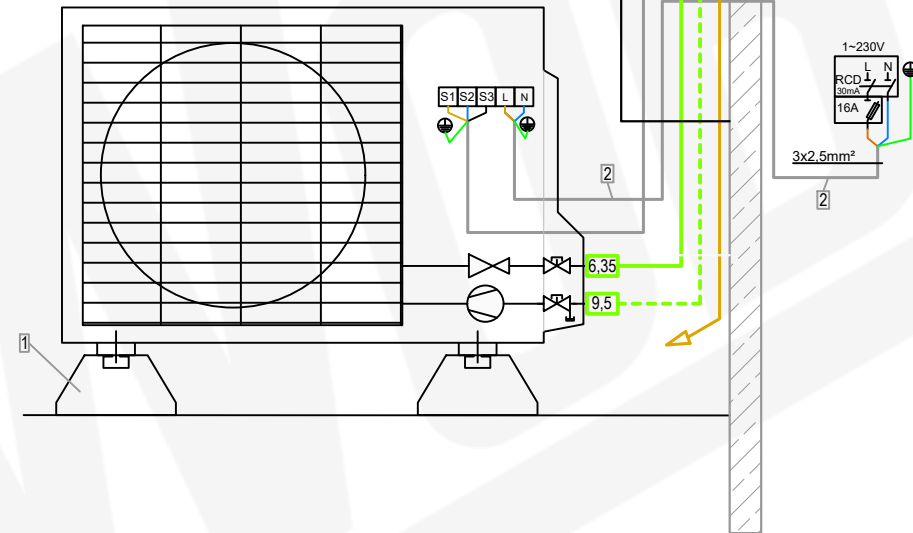 1~230V
L N
RCD
30mA
16A
S1 S2 S3 L N
3x2,5mm²
2
2
6,35
9,5
1